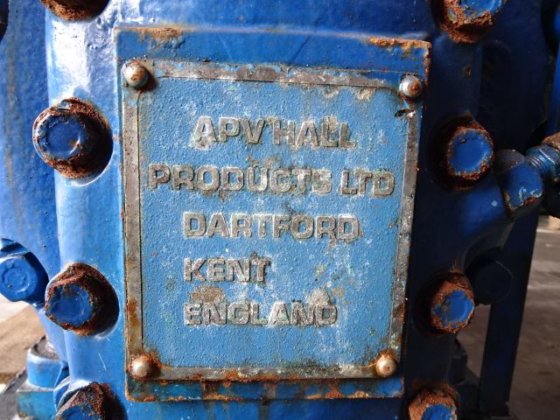 APV HALL
PRODUCTS LTD
DARTFORD
KENT
ENGLAND